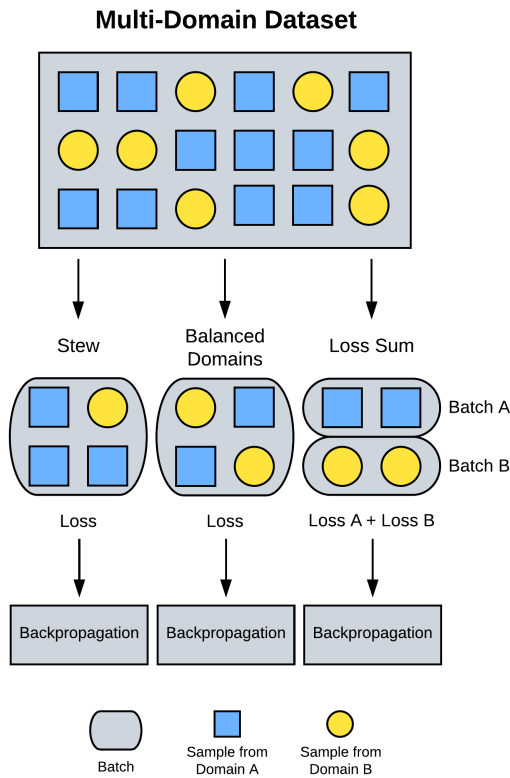 Multi-Domain Dataset
Stew
Balanced
Domains
Loss Sum
Batch A
Batch B
Loss
Loss
Loss A + Loss B
Backpropagation
Backpropagation
Backpropagation
Batch
Sample from
Domain A
Sample from
Domain B